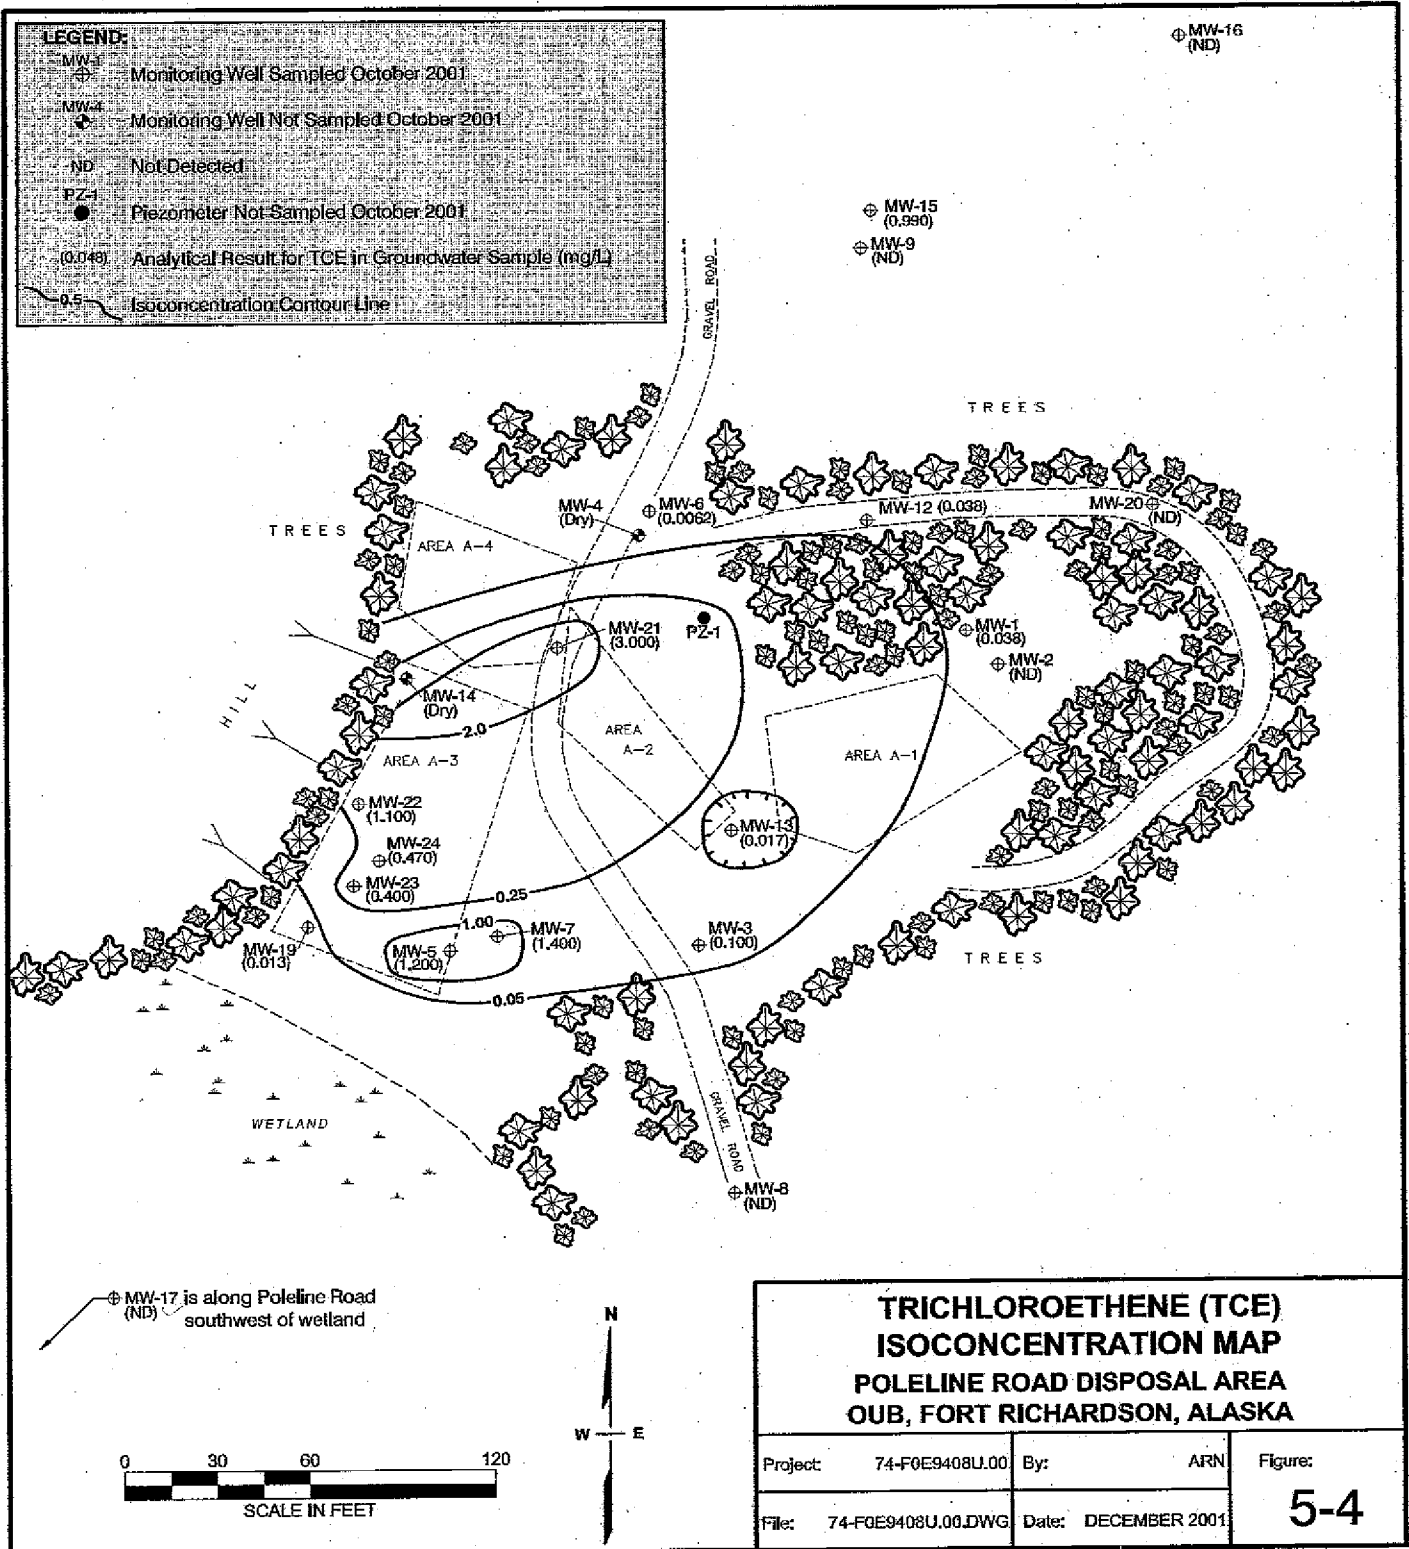 LEGEND:
MW-1
Monitoring Well Sampled October 2001
MW-4
Monitoring Well Not Sampled October 2001
ND Not Detected
PZ-1
Piezometer Not Sampled October 2001
(0.048) Analytical Result for TCE in Groundwater Sample (mg/L)
0.5 Isoconcentration Contour Line
MW-16
(ND)
MW-15
(0.990)
MW-9
(ND)
GRAVEL ROAD
TREES
TREES
MW-4
(Dry)
MW-6
(0.0062)
MW-12 (0.038)
MW-20
(ND)
AREA A-4
MW-21
(3.000)
PZ-1
MW-1
(0.038)
MW-2
(ND)
HILL
MW-14
(Dry)
2.0
AREA
A-2
AREA A-1
AREA A-3
MW-22
(1.100)
MW-13
(0.017)
MW-24
(0.470)
MW-23
(0.400)
0.25
1.00
MW-7
(1.400)
MW-3
(0.100)
MW-19
(0.013)
MW-5
(1.200)
TREES
0.05
WETLAND
GRAVEL ROAD
MW-8
(ND)
MW-17 is along Poleline Road
(ND) southwest of wetland
N
W E
0 30 60 120
SCALE IN FEET
TRICHLOROETHENE (TCE)
ISOCONCENTRATION MAP
POLELINE ROAD DISPOSAL AREA
OUB, FORT RICHARDSON, ALASKA
Project: 74-F0E9408U.00 By: ARN Figure:
File: 74-F0E9408U.00.DWG Date: DECEMBER 2001 5-4